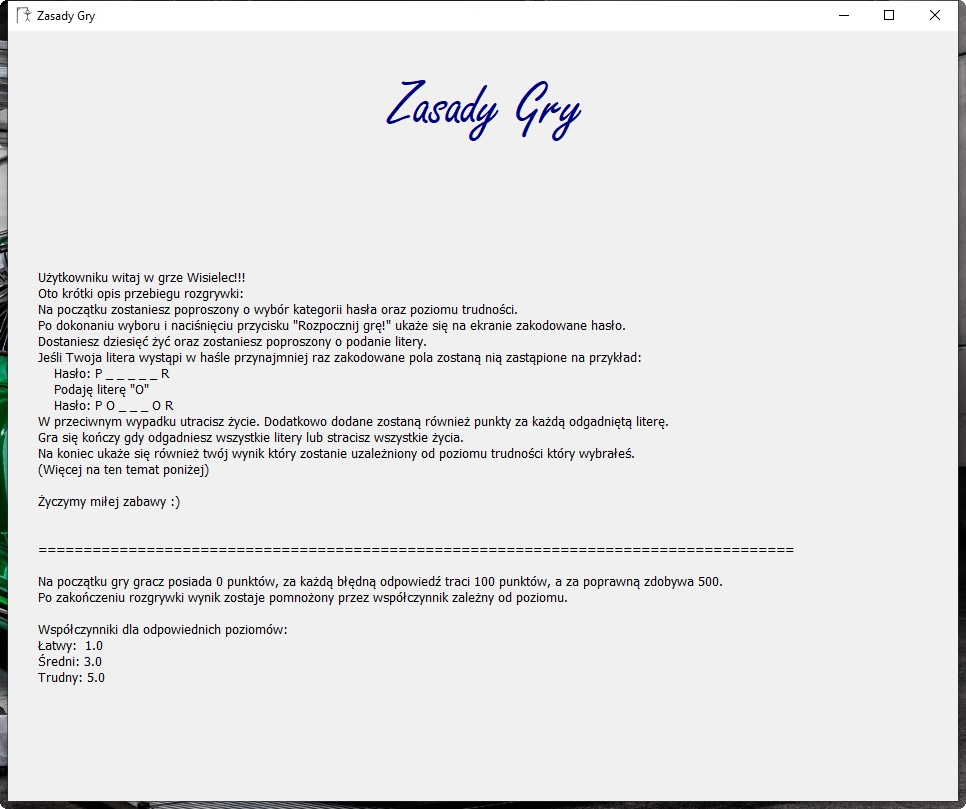 Zasady Gry
Zasady Gry
Użytkowniku witaj w grze Wisielec!!!
Oto krótki opis przebiegu rozgrywki:
Na początku zostaniesz poproszony o wybór kategorii hasła oraz poziomu trudności.
Po dokonaniu wyboru i naciśnięciu przycisku "Rozpocznij grę!" ukaże się na ekranie zakodowane hasło.
Dostaniesz dziesięć żyć oraz zostaniesz poproszony o podanie litery.
Jeśli Twoja litera wystąpi w haśle przynajmniej raz zakodowane pola zostaną nią zastąpione na przykład:
Hasło: P _ _ _ _ _ R
Podaję literę "O"
Hasło: P O _ _ _ O R
W przeciwnym wypadku utracisz życie. Dodatkowo dodane zostaną również punkty za każdą odgadniętą literę.
Gra się kończy gdy odgadniesz wszystkie litery lub stracisz wszystkie życia.
Na koniec ukaże się również twój wynik który zostanie uzależniony od poziomu trudności który wybrałeś.
(Więcej na ten temat poniżej)
Życzymy miłej zabawy :)
====================================================================================
Na początku gry gracz posiada 0 punktów, za każdą błędną odpowiedź traci 100 punktów, a za poprawną zdobywa 500.
Po zakończeniu rozgrywki wynik zostaje pomnożony przez współczynnik zależny od poziomu.
Współczynniki dla odpowiednich poziomów:
Łatwy:  1.0
Średni: 3.0
Trudny: 5.0